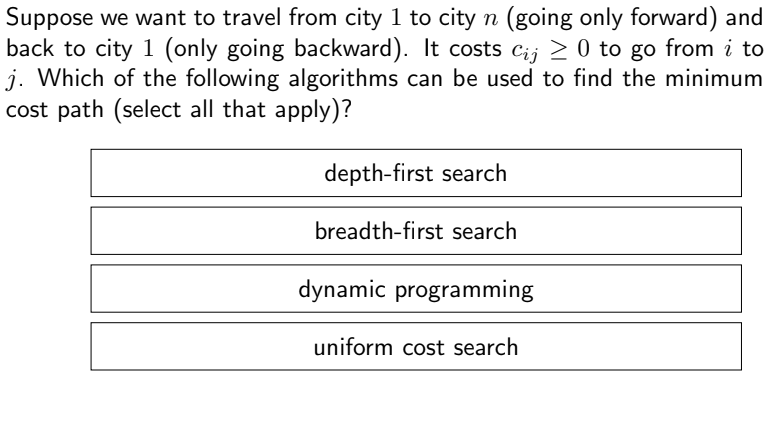 Suppose we want to travel from city 1 to city n (going only forward) and
back to city 1 (only going backward). It costs cᵢⱼ ≥ 0 to go from i to
j. Which of the following algorithms can be used to find the minimum
cost path (select all that apply)?
depth-first search
breadth-first search
dynamic programming
uniform cost search